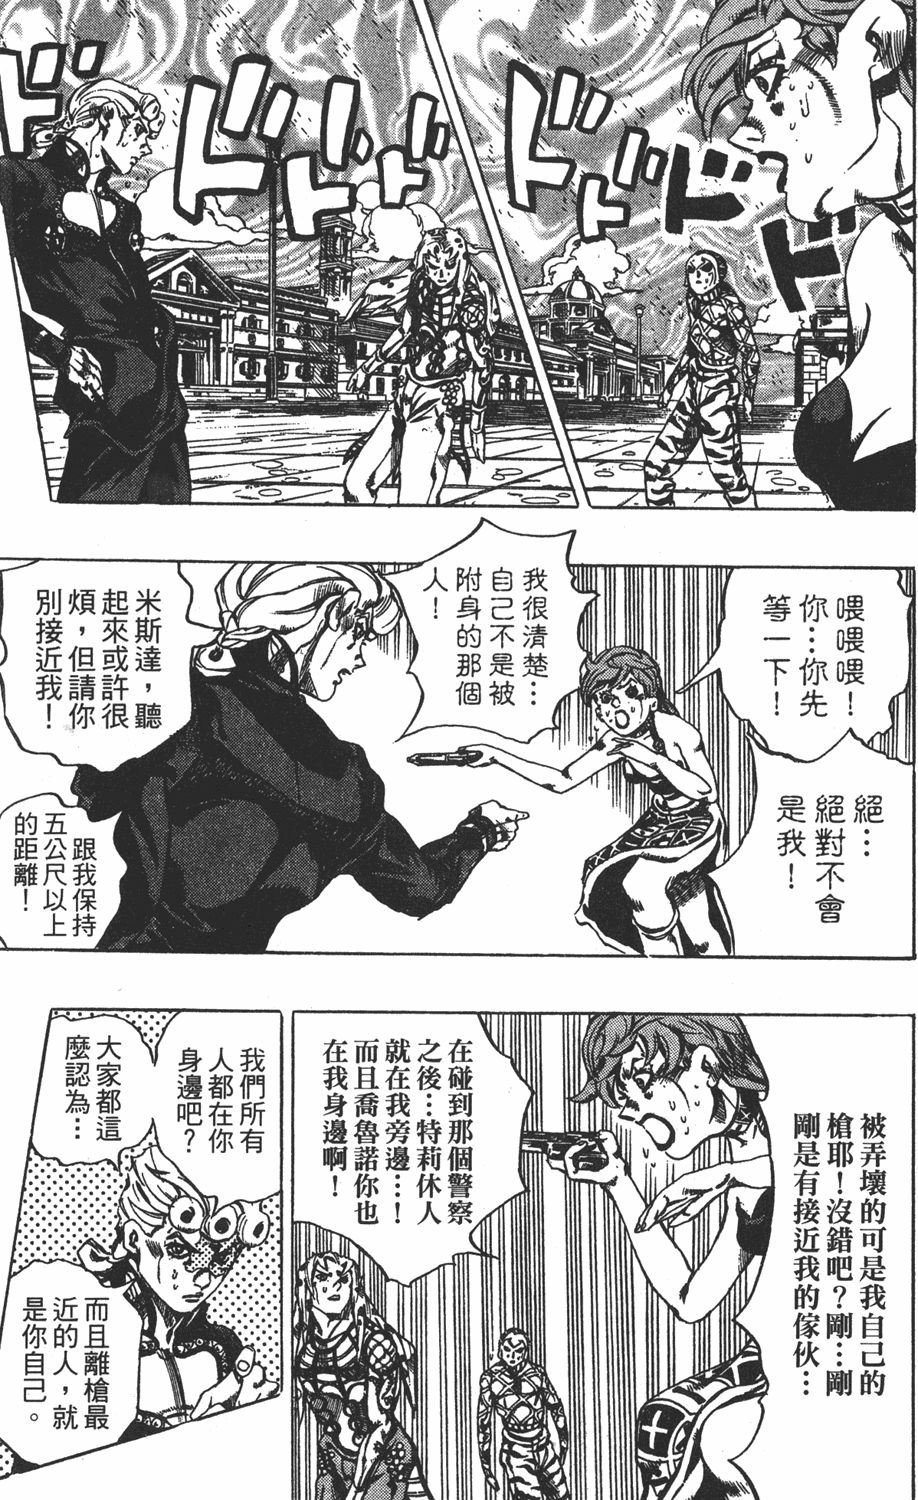 ドドド
ドド
ドドド
ド
喂喂喂！
你…你先
等一下！
絕…
絕對不會
是我！
我很清楚…
自己不是被
附身的那個
人！
米斯達，聽
起來或許很
煩，但請你
別接近我！
跟我保持
五公尺以上
的距離！
被弄壞的可是我自己的
槍耶！沒錯吧？剛…剛
剛是有接近我的傢伙…
在碰到那個警察
之後…特莉休人
就在我旁邊…！
而且喬魯諾你也
在我身邊啊！
我們所有
人都在你
身邊吧？
大家都這
麼認為…
而且離槍最
近的人，就
是你自己。